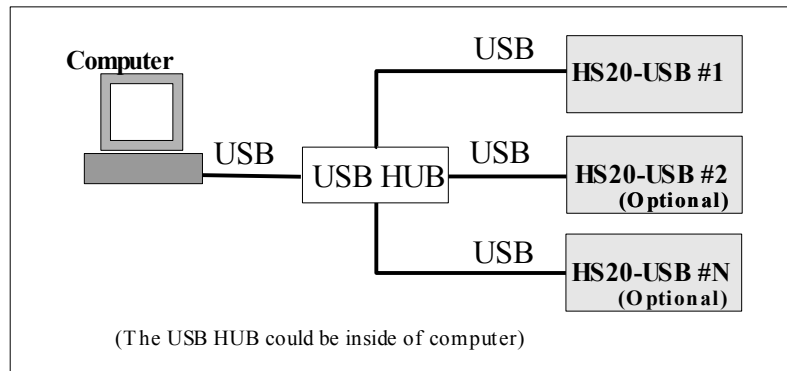 Computer
USB
USB HUB
USB
HS20-USB #1
USB
HS20-USB #2
(Optional)
USB
HS20-USB #N
(Optional)
(The USB HUB could be inside of computer)